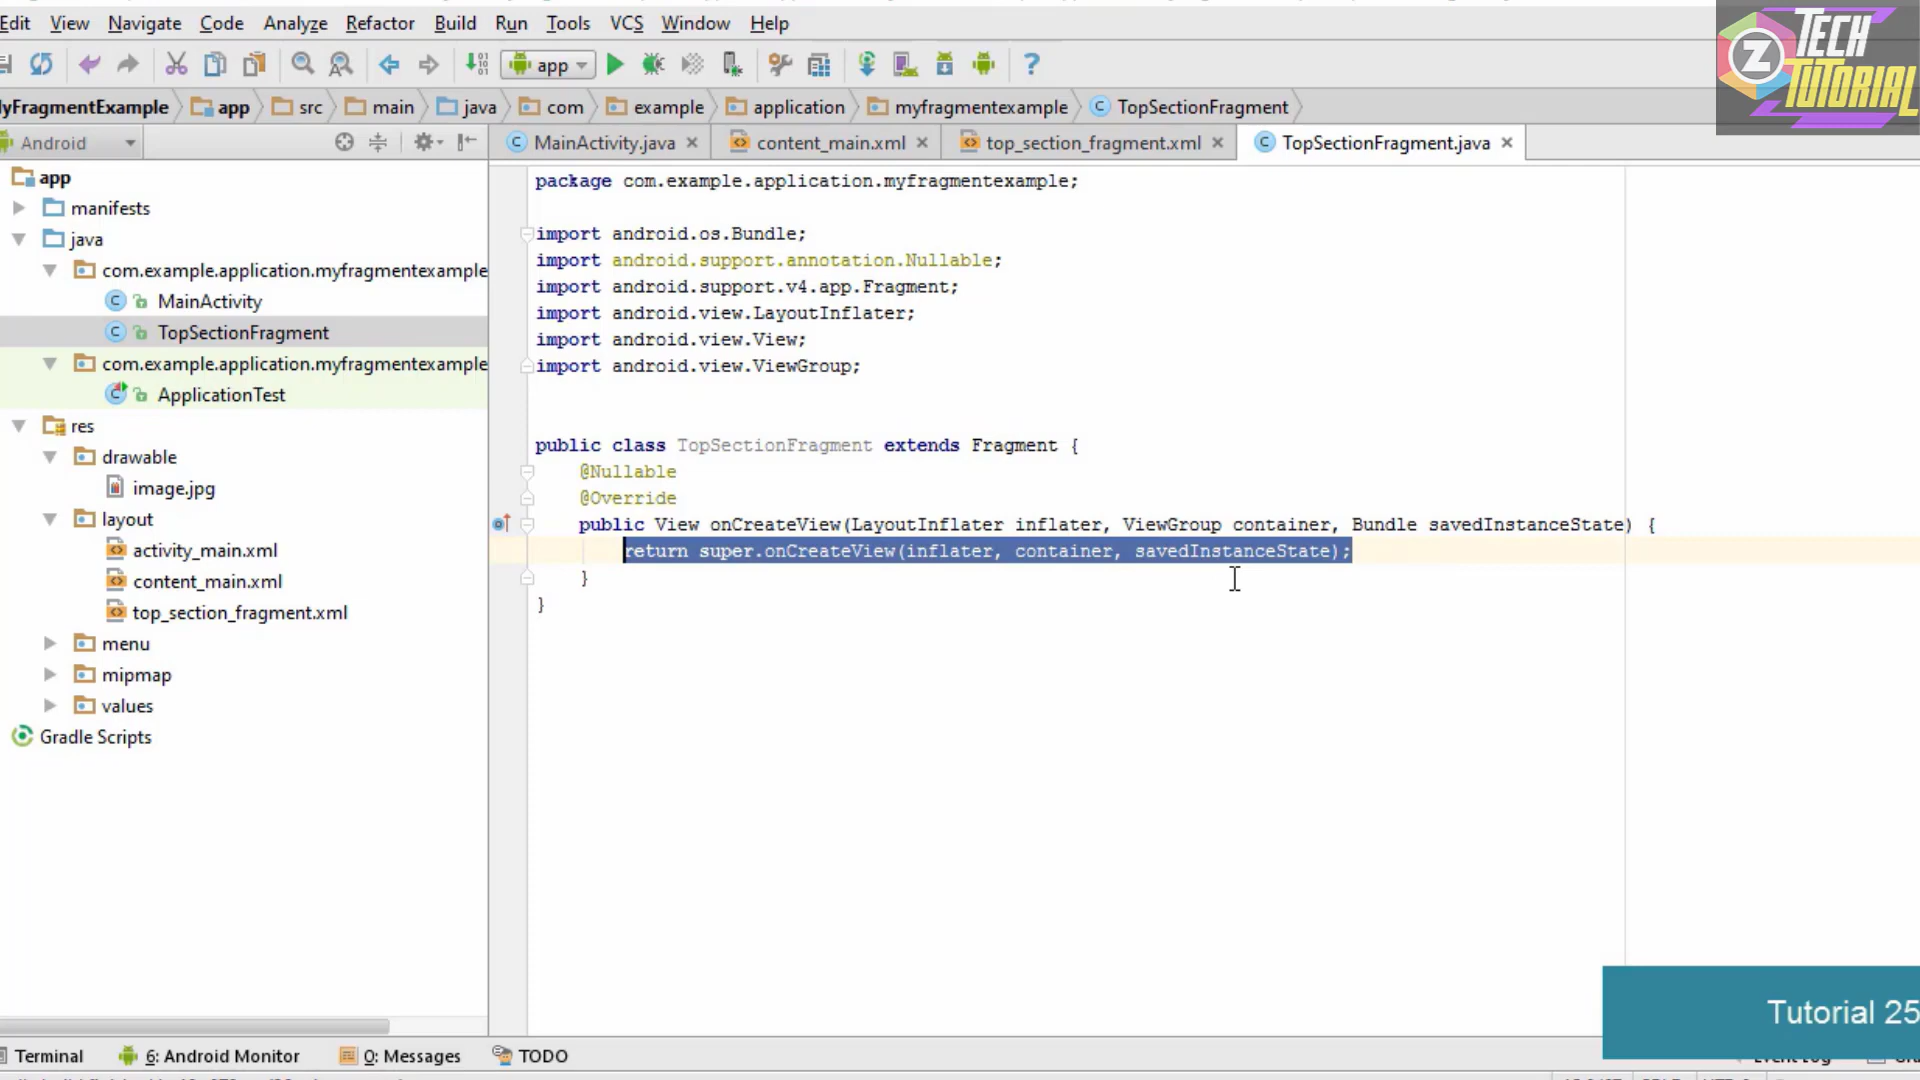 Edit View Navigate Code Analyze Refactor Build Run Tools VCS Window Help
Z TECH TUTORIAL
app
MyFragmentExample app src main java com example application myfragmentexample TopSectionFragment
Android
MainActivity.java content_main.xml top_section_fragment.xml TopSectionFragment.java
app
manifests
java
com.example.application.myfragmentexample
MainActivity
TopSectionFragment
com.example.application.myfragmentexample
ApplicationTest
res
drawable
image.jpg
layout
activity_main.xml
content_main.xml
top_section_fragment.xml
menu
mipmap
values
Gradle Scripts
package com.example.application.myfragmentexample;
import android.os.Bundle;
import android.support.annotation.Nullable;
import android.support.v4.app.Fragment;
import android.view.LayoutInflater;
import android.view.View;
import android.view.ViewGroup;
public class TopSectionFragment extends Fragment {
@Nullable
@Override
public View onCreateView(LayoutInflater inflater, ViewGroup container, Bundle savedInstanceState) {
return super.onCreateView(inflater, container, savedInstanceState);
}
}
Tutorial 25
Terminal 6: Android Monitor 0: Messages TODO Event Log